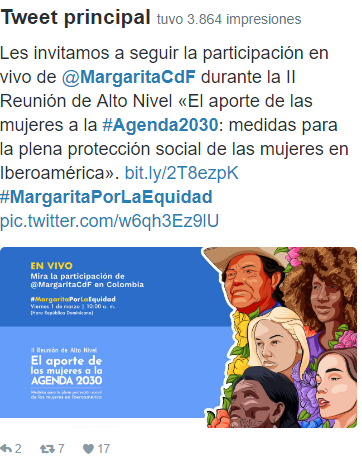 Tweet principal tuvo 3.864 impresiones
Les invitamos a seguir la participación en
vivo de @MargaritaCdF durante la II
Reunión de Alto Nivel «El aporte de las
mujeres a la #Agenda2030: medidas para
la plena protección social de las mujeres en
Iberoamérica». bit.ly/2T8ezpK
#MargaritaPorLaEquidad
pic.twitter.com/w6qh3Ez9lU
EN VIVO
Mira la participación de
@MargaritaCdF en Colombia
#MargaritaPorLaEquidad
Viernes 1 de marzo | 10:00 a. m.
(Hora República Dominicana)
II Reunión de Alto Nivel
El aporte de
las mujeres a la
AGENDA 2030
Medidas para la plena protección social
de las mujeres en Iberoamérica
2 7 17